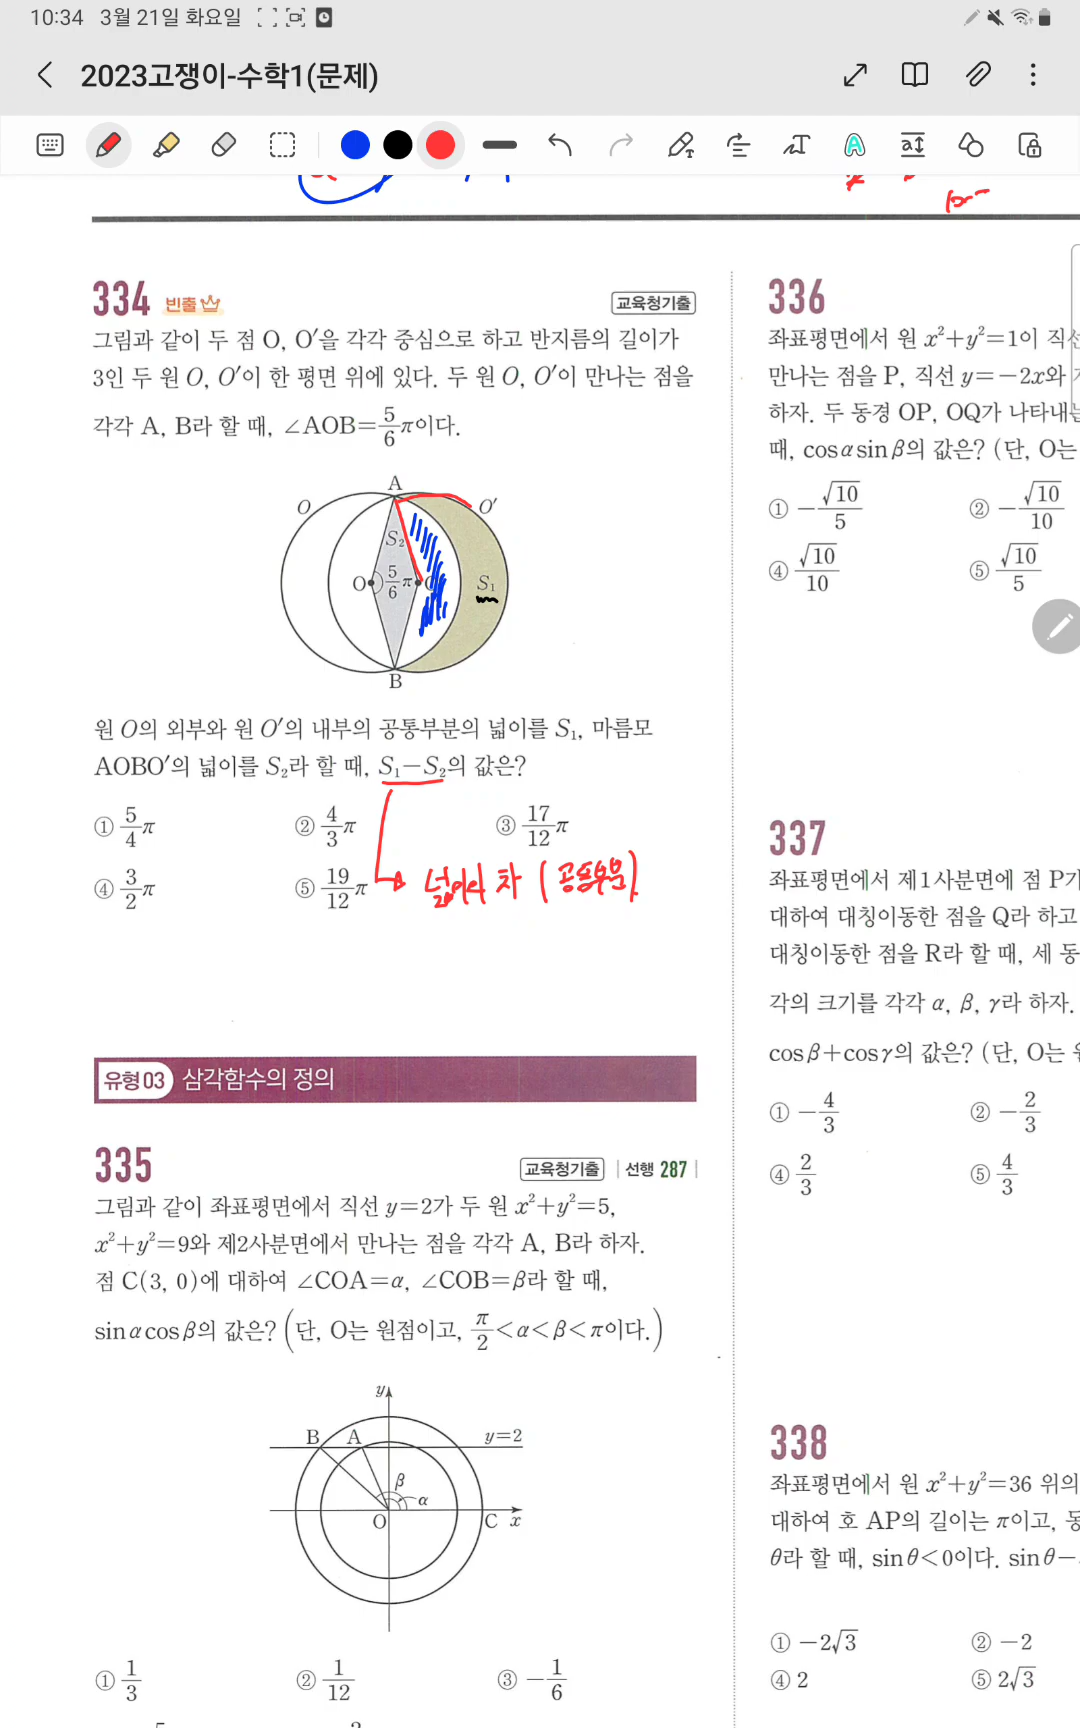 10:34 3월 21일 화요일
2023고쟁이-수학1(문제)
334 빈출 교육청기출
그림과 같이 두 점 O, O′을 각각 중심으로 하고 반지름의 길이가
3인 두 원 O, O′이 한 평면 위에 있다. 두 원 O, O′이 만나는 점을
각각 A, B라 할 때, ∠AOB=5/6π이다.
A
O O′
S₂
O 5/6π S₁
B
원 O의 외부와 원 O′의 내부의 공통부분의 넓이를 S₁, 마름모
AOBO′의 넓이를 S₂라 할 때, S₁−S₂의 값은?
① 5/4π ② 4/3π ③ 17/12π
④ 3/2π ⑤ 19/12π
넓이의 차 (공통부분)
유형 03 삼각함수의 정의
335 교육청기출 선행 287
그림과 같이 좌표평면에서 직선 y=2가 두 원 x²+y²=5,
x²+y²=9와 제2사분면에서 만나는 점을 각각 A, B라 하자.
점 C(3, 0)에 대하여 ∠COA=α, ∠COB=β라 할 때,
sinαcosβ의 값은? (단, O는 원점이고, π/2<α<β<π이다.)
y
B A y=2
β
α
O C x
① 1/3 ② 1/12 ③ −1/6
336
좌표평면에서 원 x²+y²=1이 직선
만나는 점을 P, 직선 y=−2x와
하자. 두 동경 OP, OQ가 나타내는
때, cosαsinβ의 값은? (단, O는
① −√10/5 ② −√10/10
④ √10/10 ⑤ √10/5
337
좌표평면에서 제1사분면에 점 P가
대하여 대칭이동한 점을 Q라 하고
대칭이동한 점을 R라 할 때, 세 동
각의 크기를 각각 α, β, γ라 하자.
cosβ+cosγ의 값은? (단, O는
① −4/3 ② −2/3
④ 2/3 ⑤ 4/3
338
좌표평면에서 원 x²+y²=36 위의
대하여 호 AP의 길이는 π이고, 동
θ라 할 때, sinθ<0이다. sinθ−
① −2√3 ② −2
④ 2 ⑤ 2√3